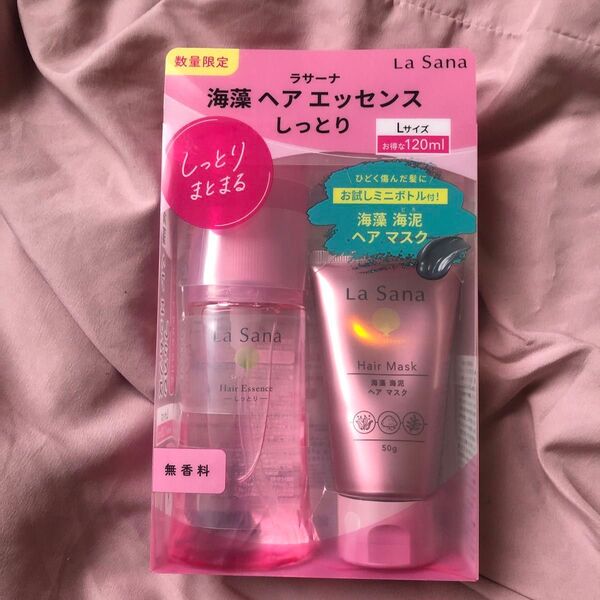 数量限定
La Sana
ラサーナ
海藻 ヘア エッセンス
しっとり
Lサイズ
お得な120ml
しっとり
まとまる
ひどく傷んだ髪に
お試しミニボトル付!
海藻 海泥
ヘア マスク
La Sana
Hair Essence
しっとり
無香料
La Sana
Hair Mask
海藻 海泥
ヘア マスク
50g